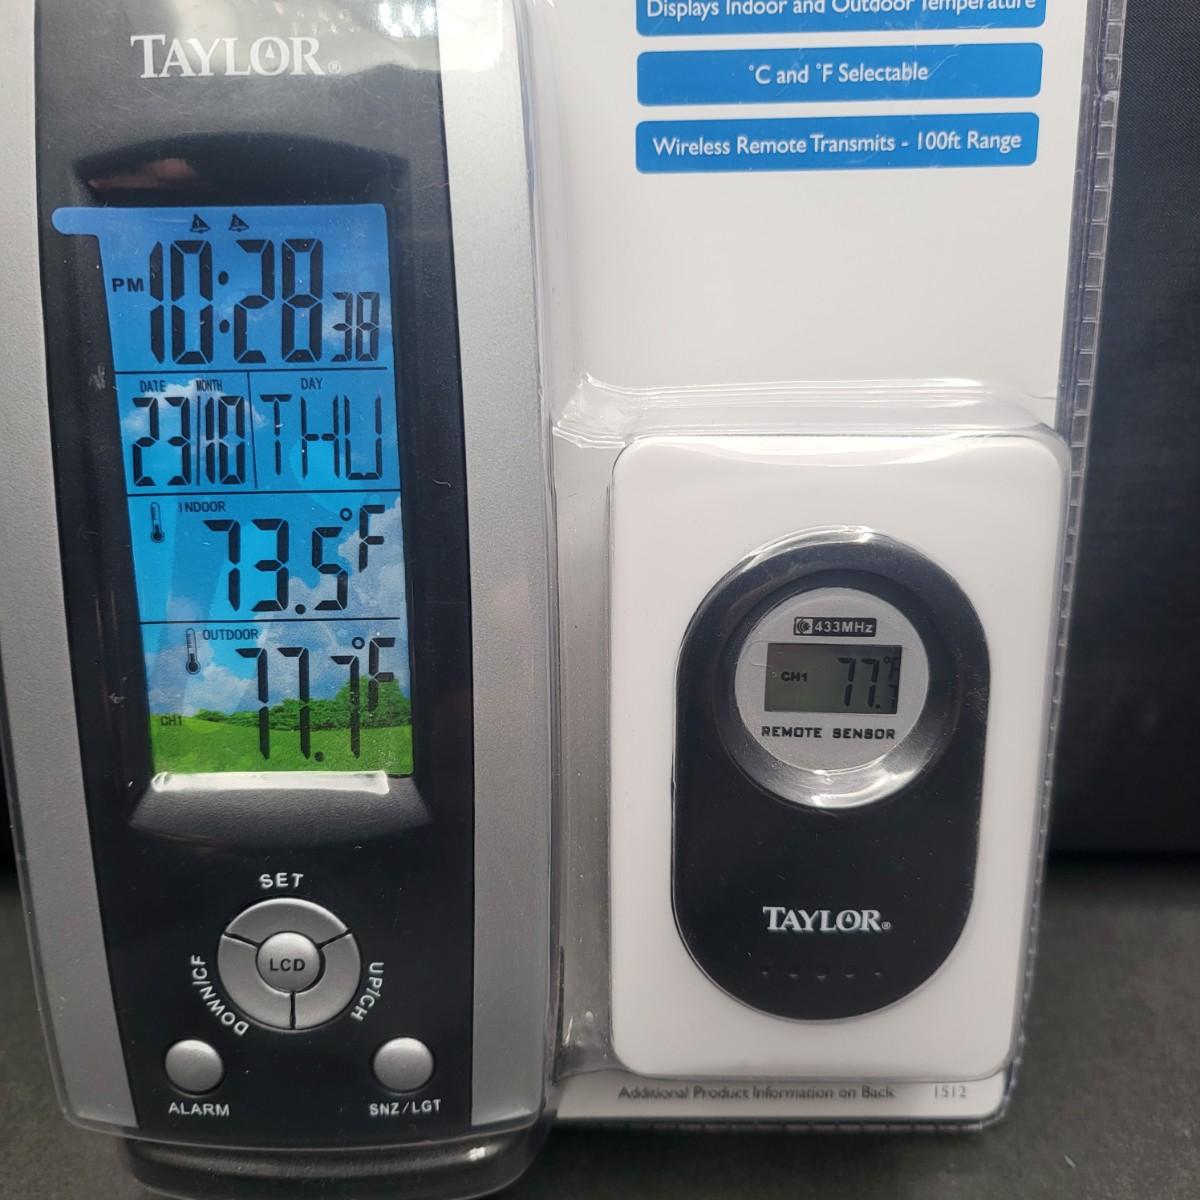 TAYLOR®
PM 10:28 38
DATE MONTH DAY
23/10 THU
INDOOR
73.5°F
OUTDOOR
77.1°F
CH1
SET
LCD
DOWN/CF
UP/CH
ALARM
SNZ/LGT
Displays Indoor and Outdoor Temperature
°C and °F Selectable
Wireless Remote Transmits - 100ft Range
433MHz
CH1 77.1°F
REMOTE SENSOR
TAYLOR®
Additional Product Information on Back 1512